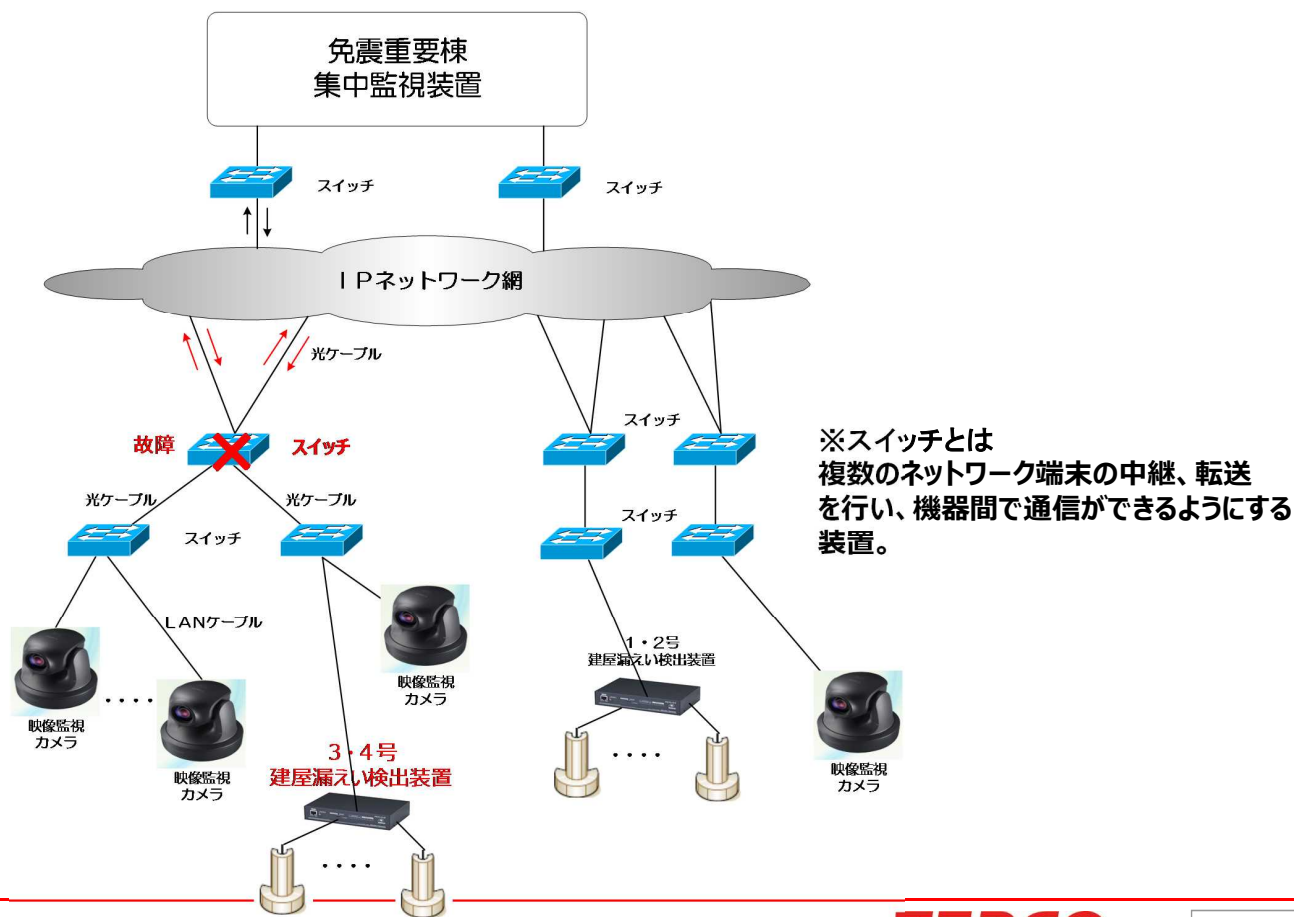 免震重要棟
集中監視装置
スイッチ
スイッチ
IPネットワーク網
光ケーブル
故障
スイッチ
スイッチ
光ケーブル
光ケーブル
スイッチ
スイッチ
LANケーブル
映像監視
カメラ
・・・・
映像監視
カメラ
映像監視
カメラ
3・4号
建屋漏えい検出装置
・・・・
1・2号
建屋漏えい検出装置
・・・・
映像監視
カメラ
※スイッチとは
複数のネットワーク端末の中継、転送
を行い、機器間で通信ができるようにする
装置。